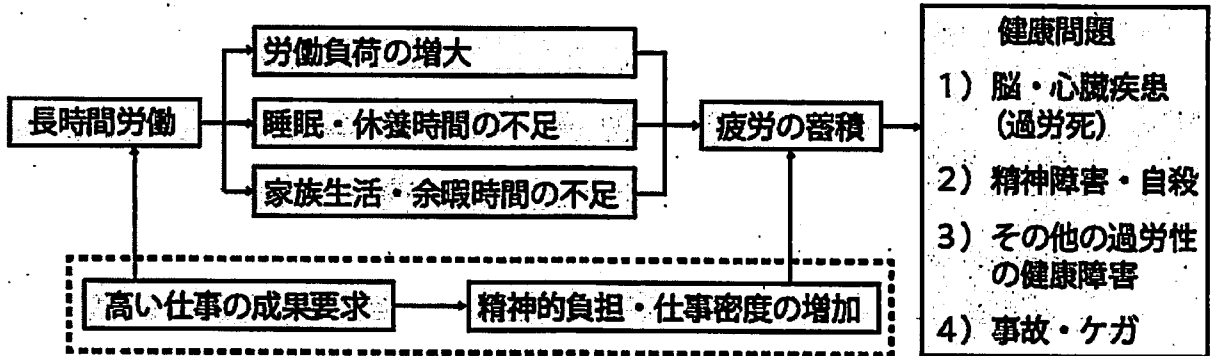 労働負荷の増大
長時間労働
睡眠・休養時間の不足
家族生活・余暇時間の不足
疲労の蓄積
高い仕事の成果要求
精神的負担・仕事密度の増加
健康問題
1）脳・心臓疾患
（過労死）
2）精神障害・自殺
3）その他の過労性
の健康障害
4）事故・ケガ